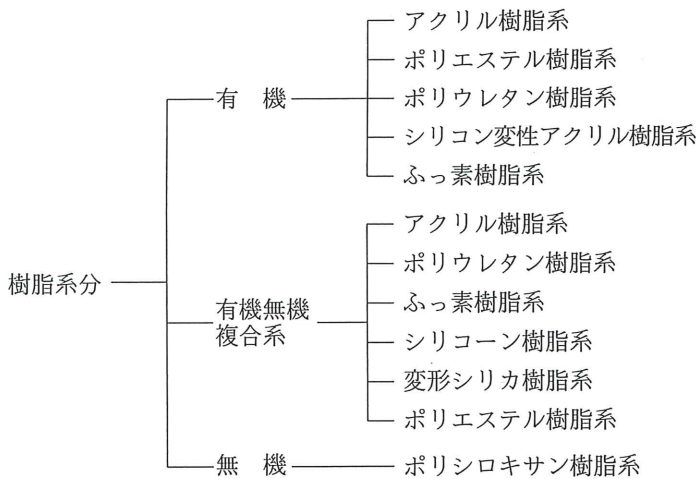 樹脂系分
有　機
アクリル樹脂系
ポリエステル樹脂系
ポリウレタン樹脂系
シリコン変性アクリル樹脂系
ふっ素樹脂系
有機無機
複合系
アクリル樹脂系
ポリウレタン樹脂系
ふっ素樹脂系
シリコーン樹脂系
変形シリカ樹脂系
ポリエステル樹脂系
無　機
ポリシロキサン樹脂系